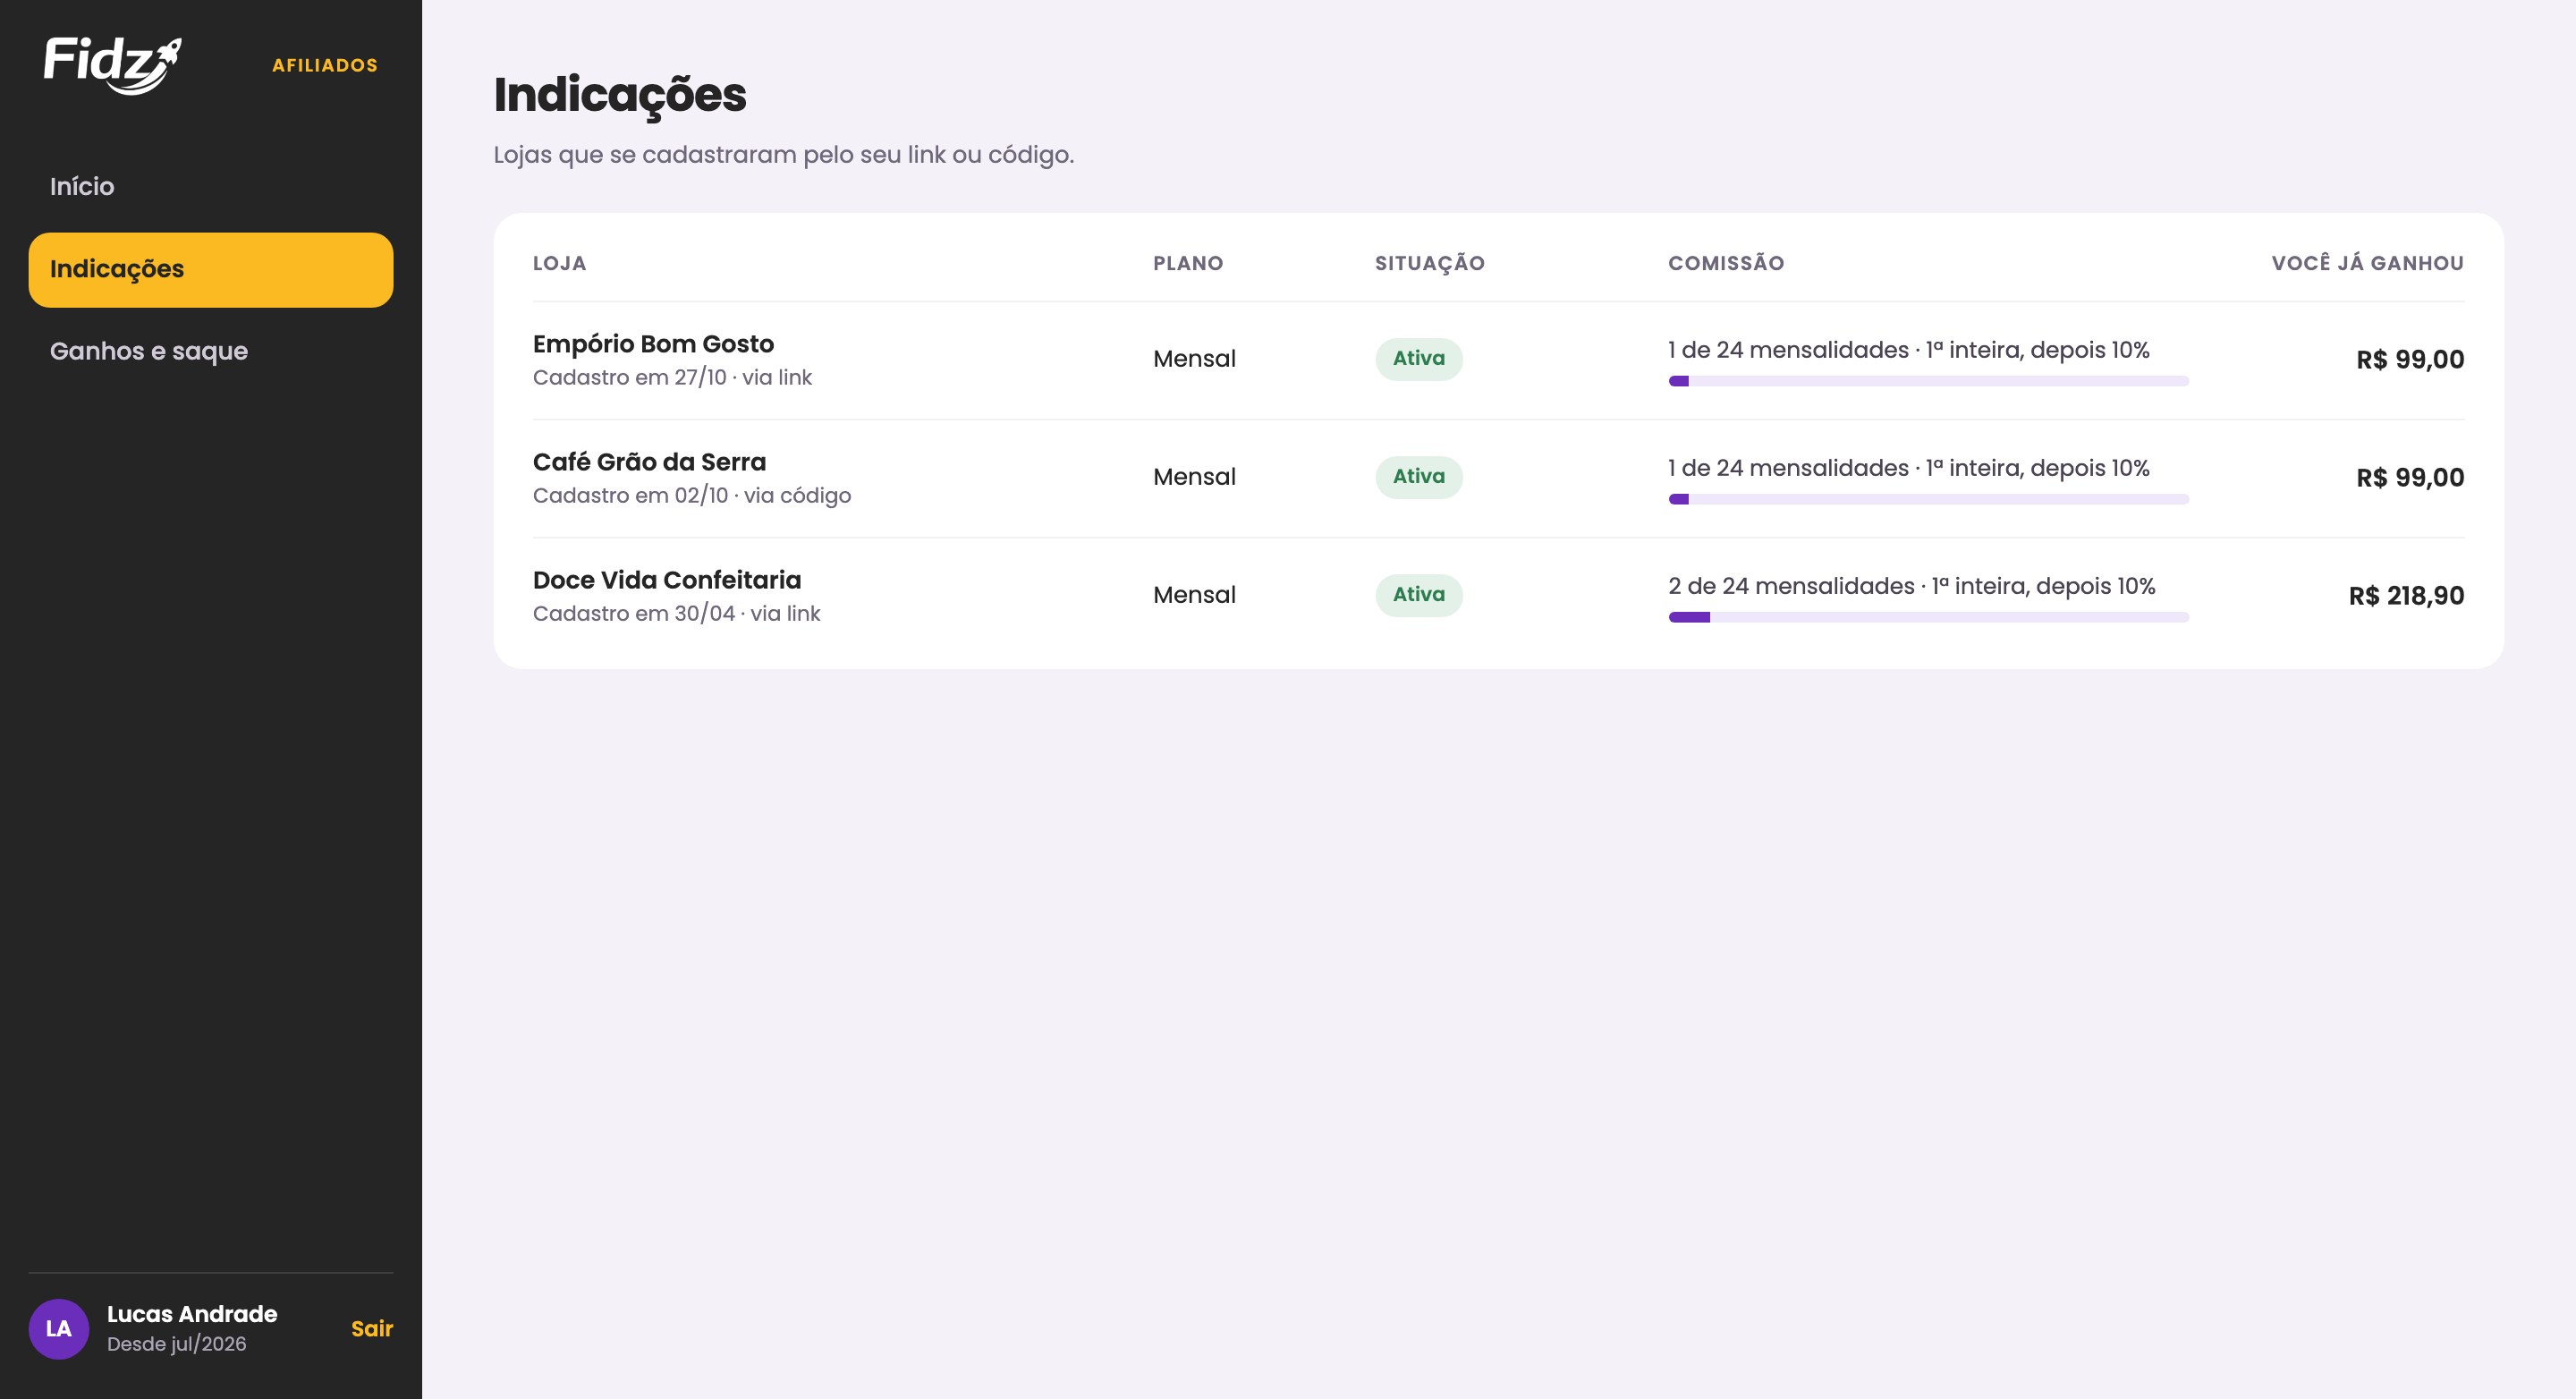 Fidz
AFILIADOS
Início
Indicações
Ganhos e saque
LA
Lucas Andrade
Desde jul/2026
Sair
Indicações
Lojas que se cadastraram pelo seu link ou código.
LOJA PLANO SITUAÇÃO COMISSÃO VOCÊ JÁ GANHOU
Empório Bom Gosto
Cadastro em 27/10 · via link
Mensal
Ativa
1 de 24 mensalidades · 1ª inteira, depois 10%
R$ 99,00
Café Grão da Serra
Cadastro em 02/10 · via código
Mensal
Ativa
1 de 24 mensalidades · 1ª inteira, depois 10%
R$ 99,00
Doce Vida Confeitaria
Cadastro em 30/04 · via link
Mensal
Ativa
2 de 24 mensalidades · 1ª inteira, depois 10%
R$ 218,90